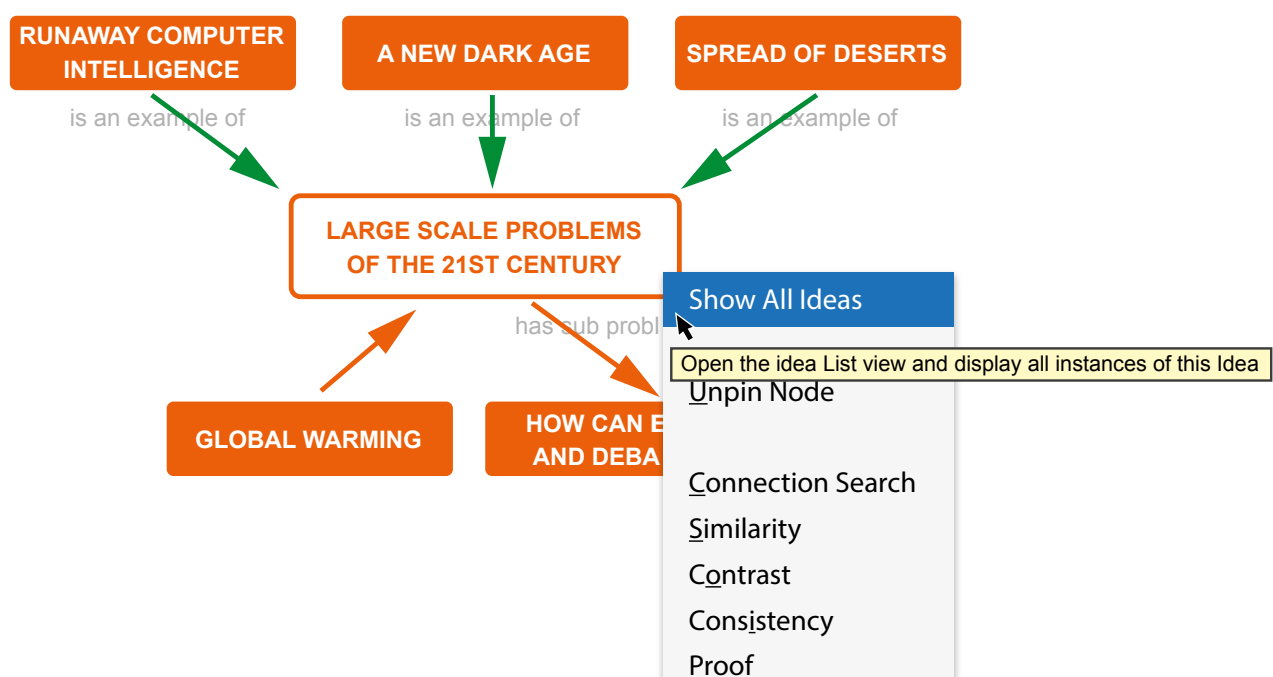 RUNAWAY COMPUTER
INTELLIGENCE
A NEW DARK AGE
SPREAD OF DESERTS
is an example of
is an example of
is an example of
LARGE SCALE PROBLEMS
OF THE 21ST CENTURY
has sub probl
GLOBAL WARMING
HOW CAN E
AND DEBA
Show All Ideas
Open the idea List view and display all instances of this Idea
Unpin Node
Connection Search
Similarity
Contrast
Consistency
Proof